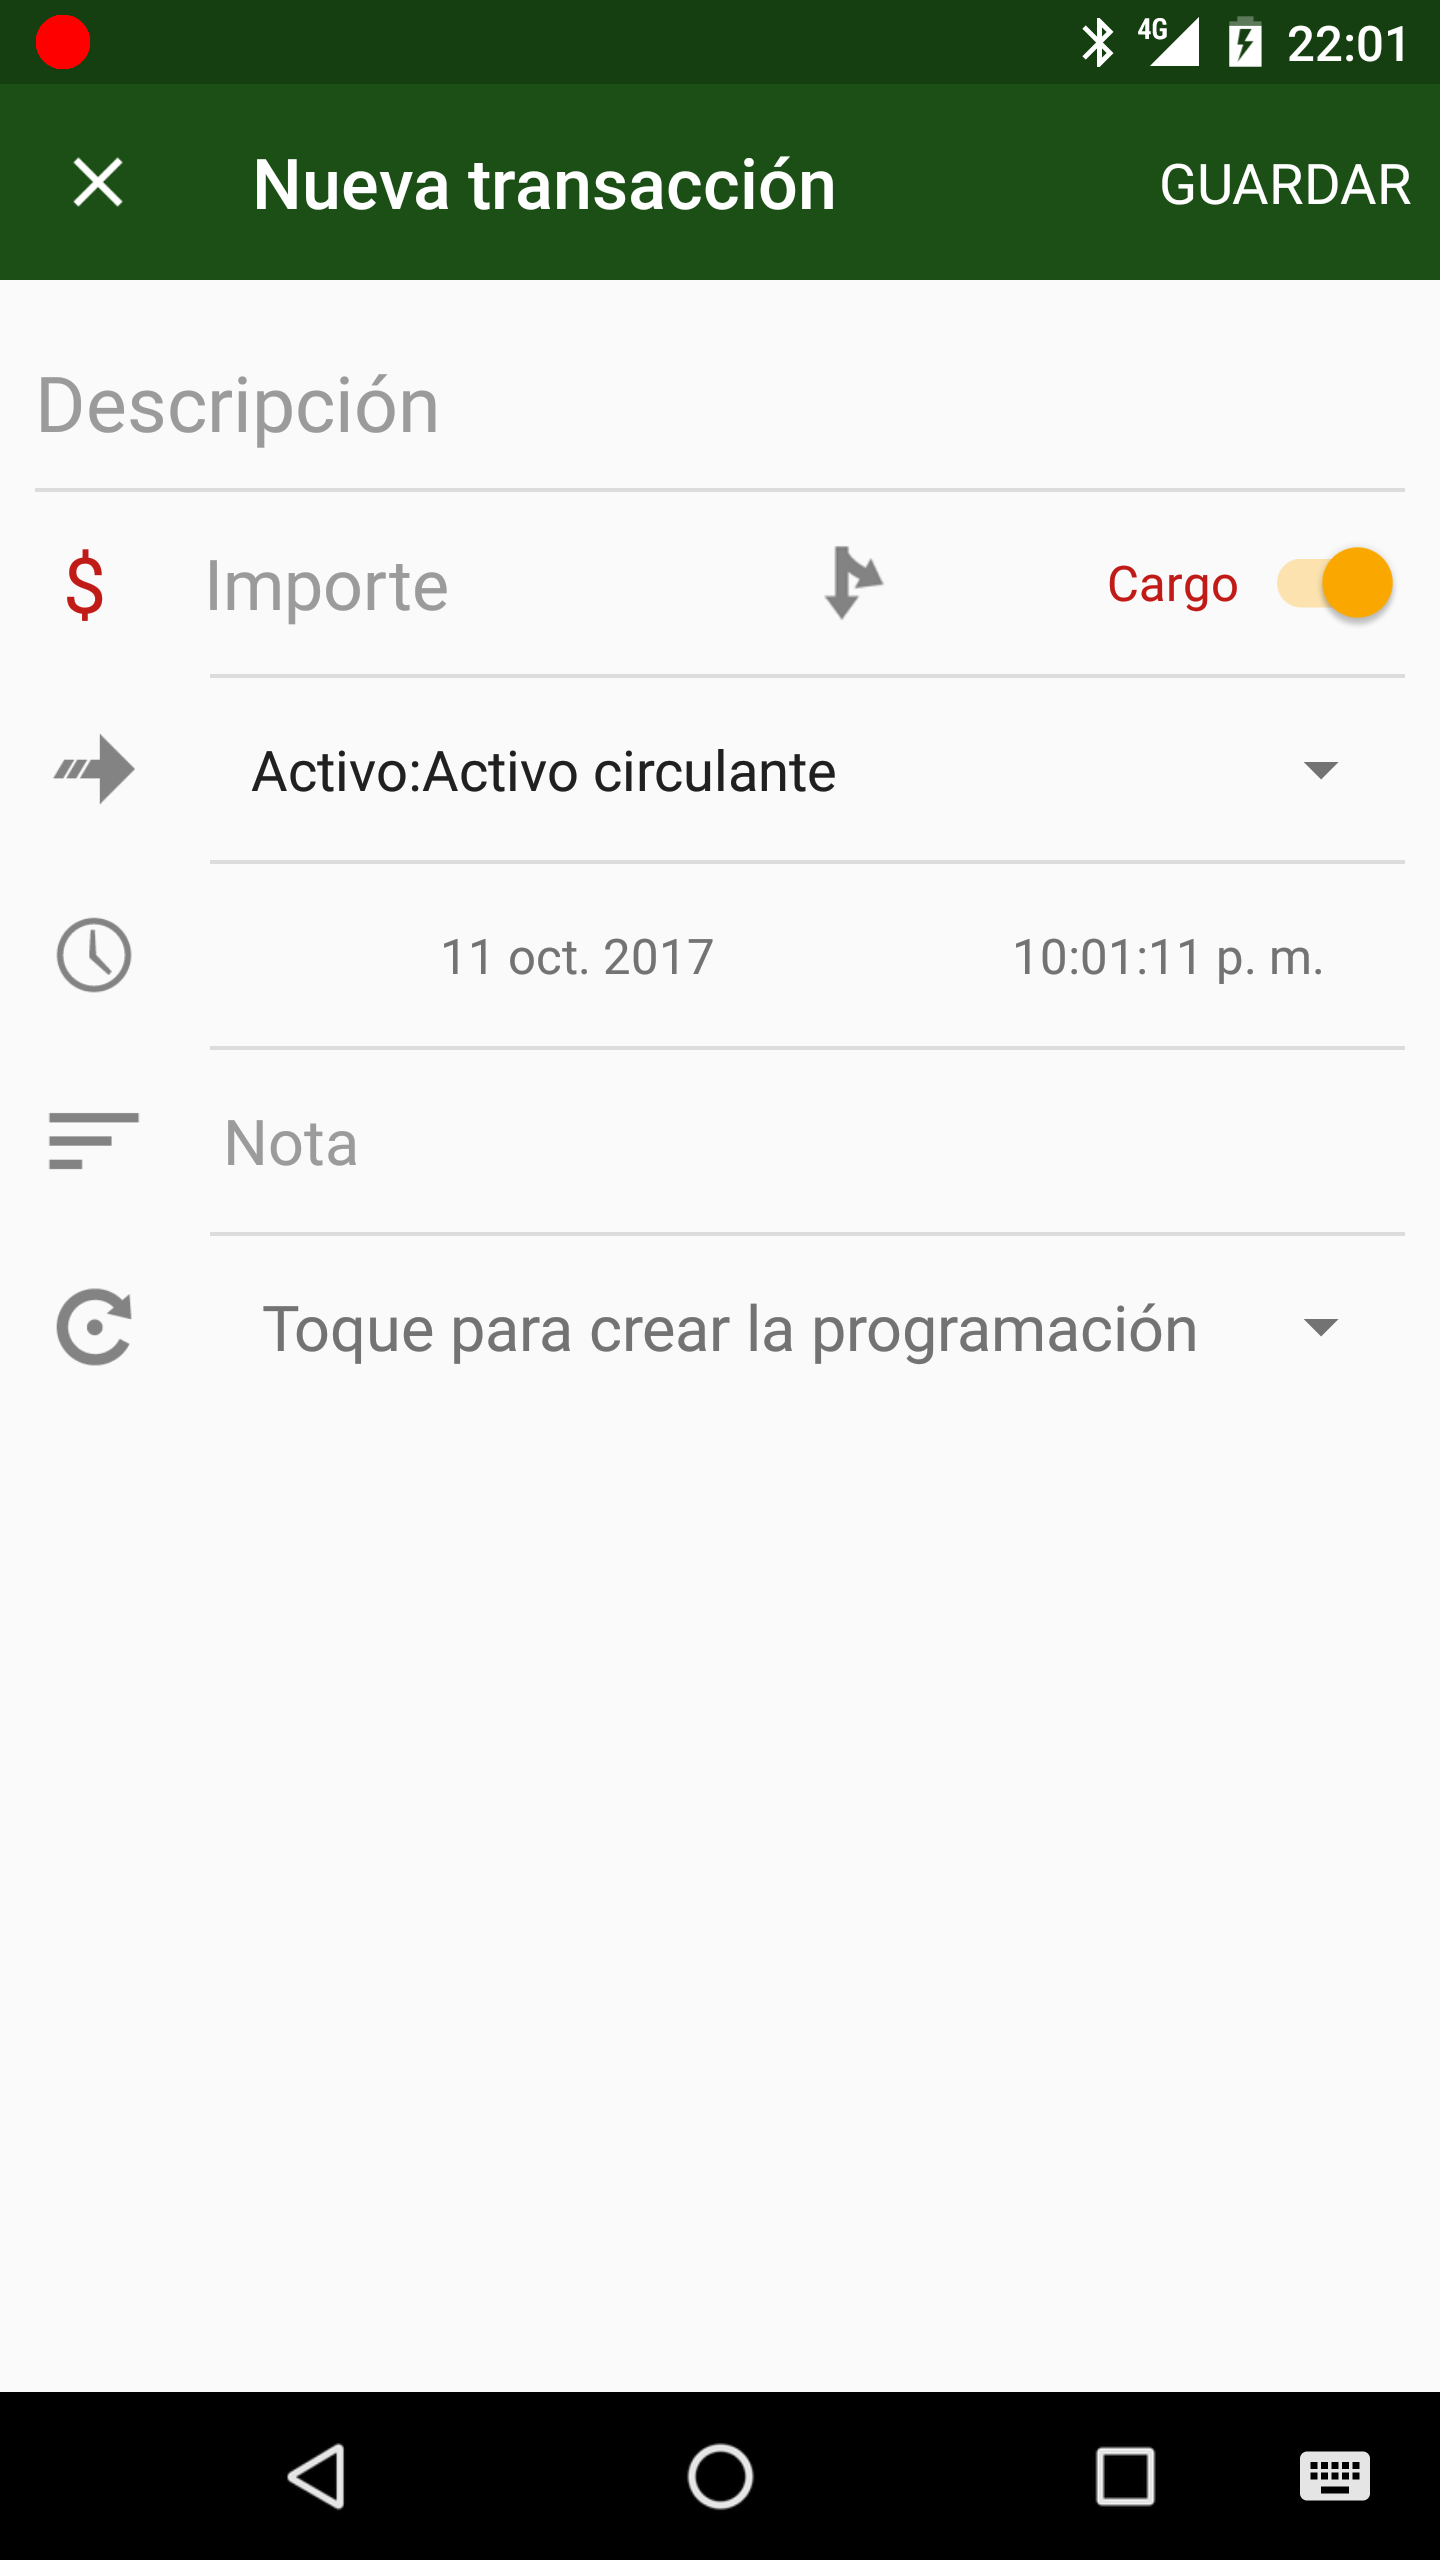 4G 22:01
Nueva transacción GUARDAR
Descripción
$ Importe Cargo
Activo:Activo circulante
11 oct. 2017 10:01:11 p. m.
Nota
Toque para crear la programación